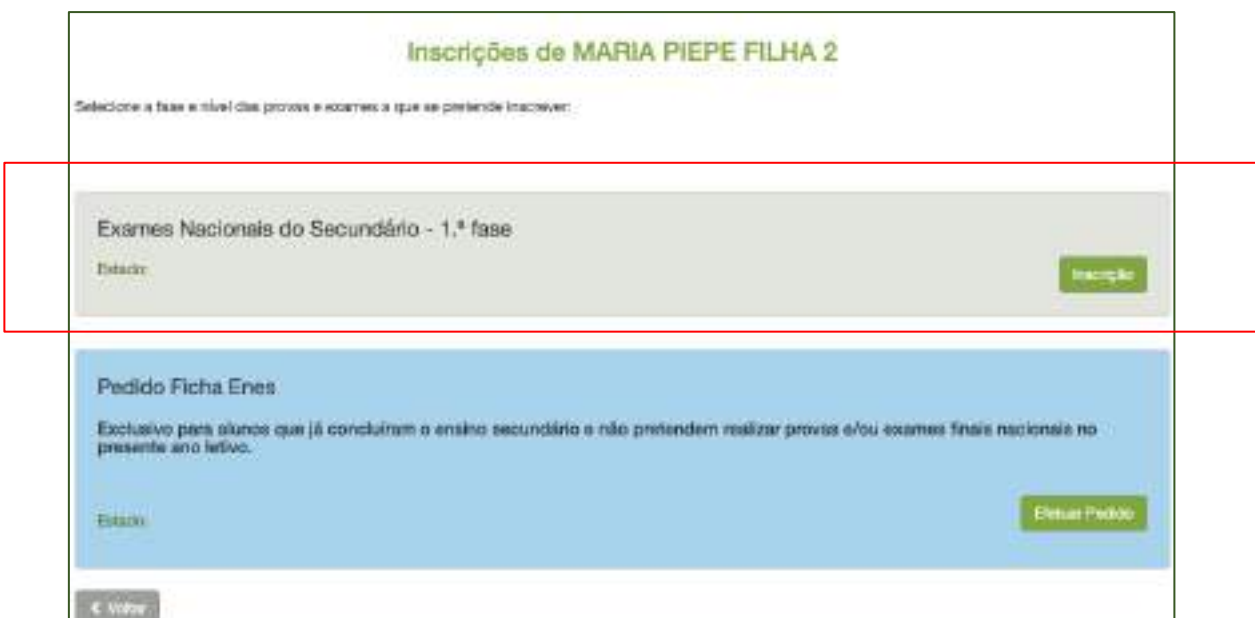 Inscrições de MARIA PIEPE FILHA 2
Selecione a fase e nível das provas e exames a que se pretende inscrever:
Exames Nacionais do Secundário - 1.ª fase
Estado:
Inscrição
Pedido Ficha Enes
Exclusivo para alunos que já concluíram o ensino secundário e não pretendem realizar provas e/ou exames finais nacionais no
presente ano letivo.
Estado:
Efetuar Pedido
Voltar